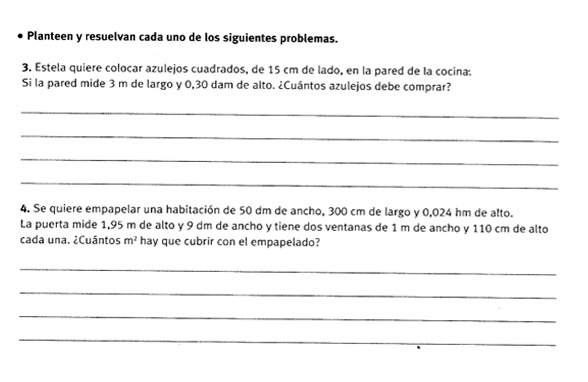 • Planteen y resuelvan cada uno de los siguientes problemas.
3. Estela quiere colocar azulejos cuadrados, de 15 cm de lado, en la pared de la cocina.
Si la pared mide 3 m de largo y 0,30 dam de alto. ¿Cuántos azulejos debe comprar?
4. Se quiere empapelar una habitación de 50 dm de ancho, 300 cm de largo y 0,024 hm de alto.
La puerta mide 1,95 m de alto y 9 dm de ancho y tiene dos ventanas de 1 m de ancho y 110 cm de alto
cada una. ¿Cuántos m² hay que cubrir con el empapelado?